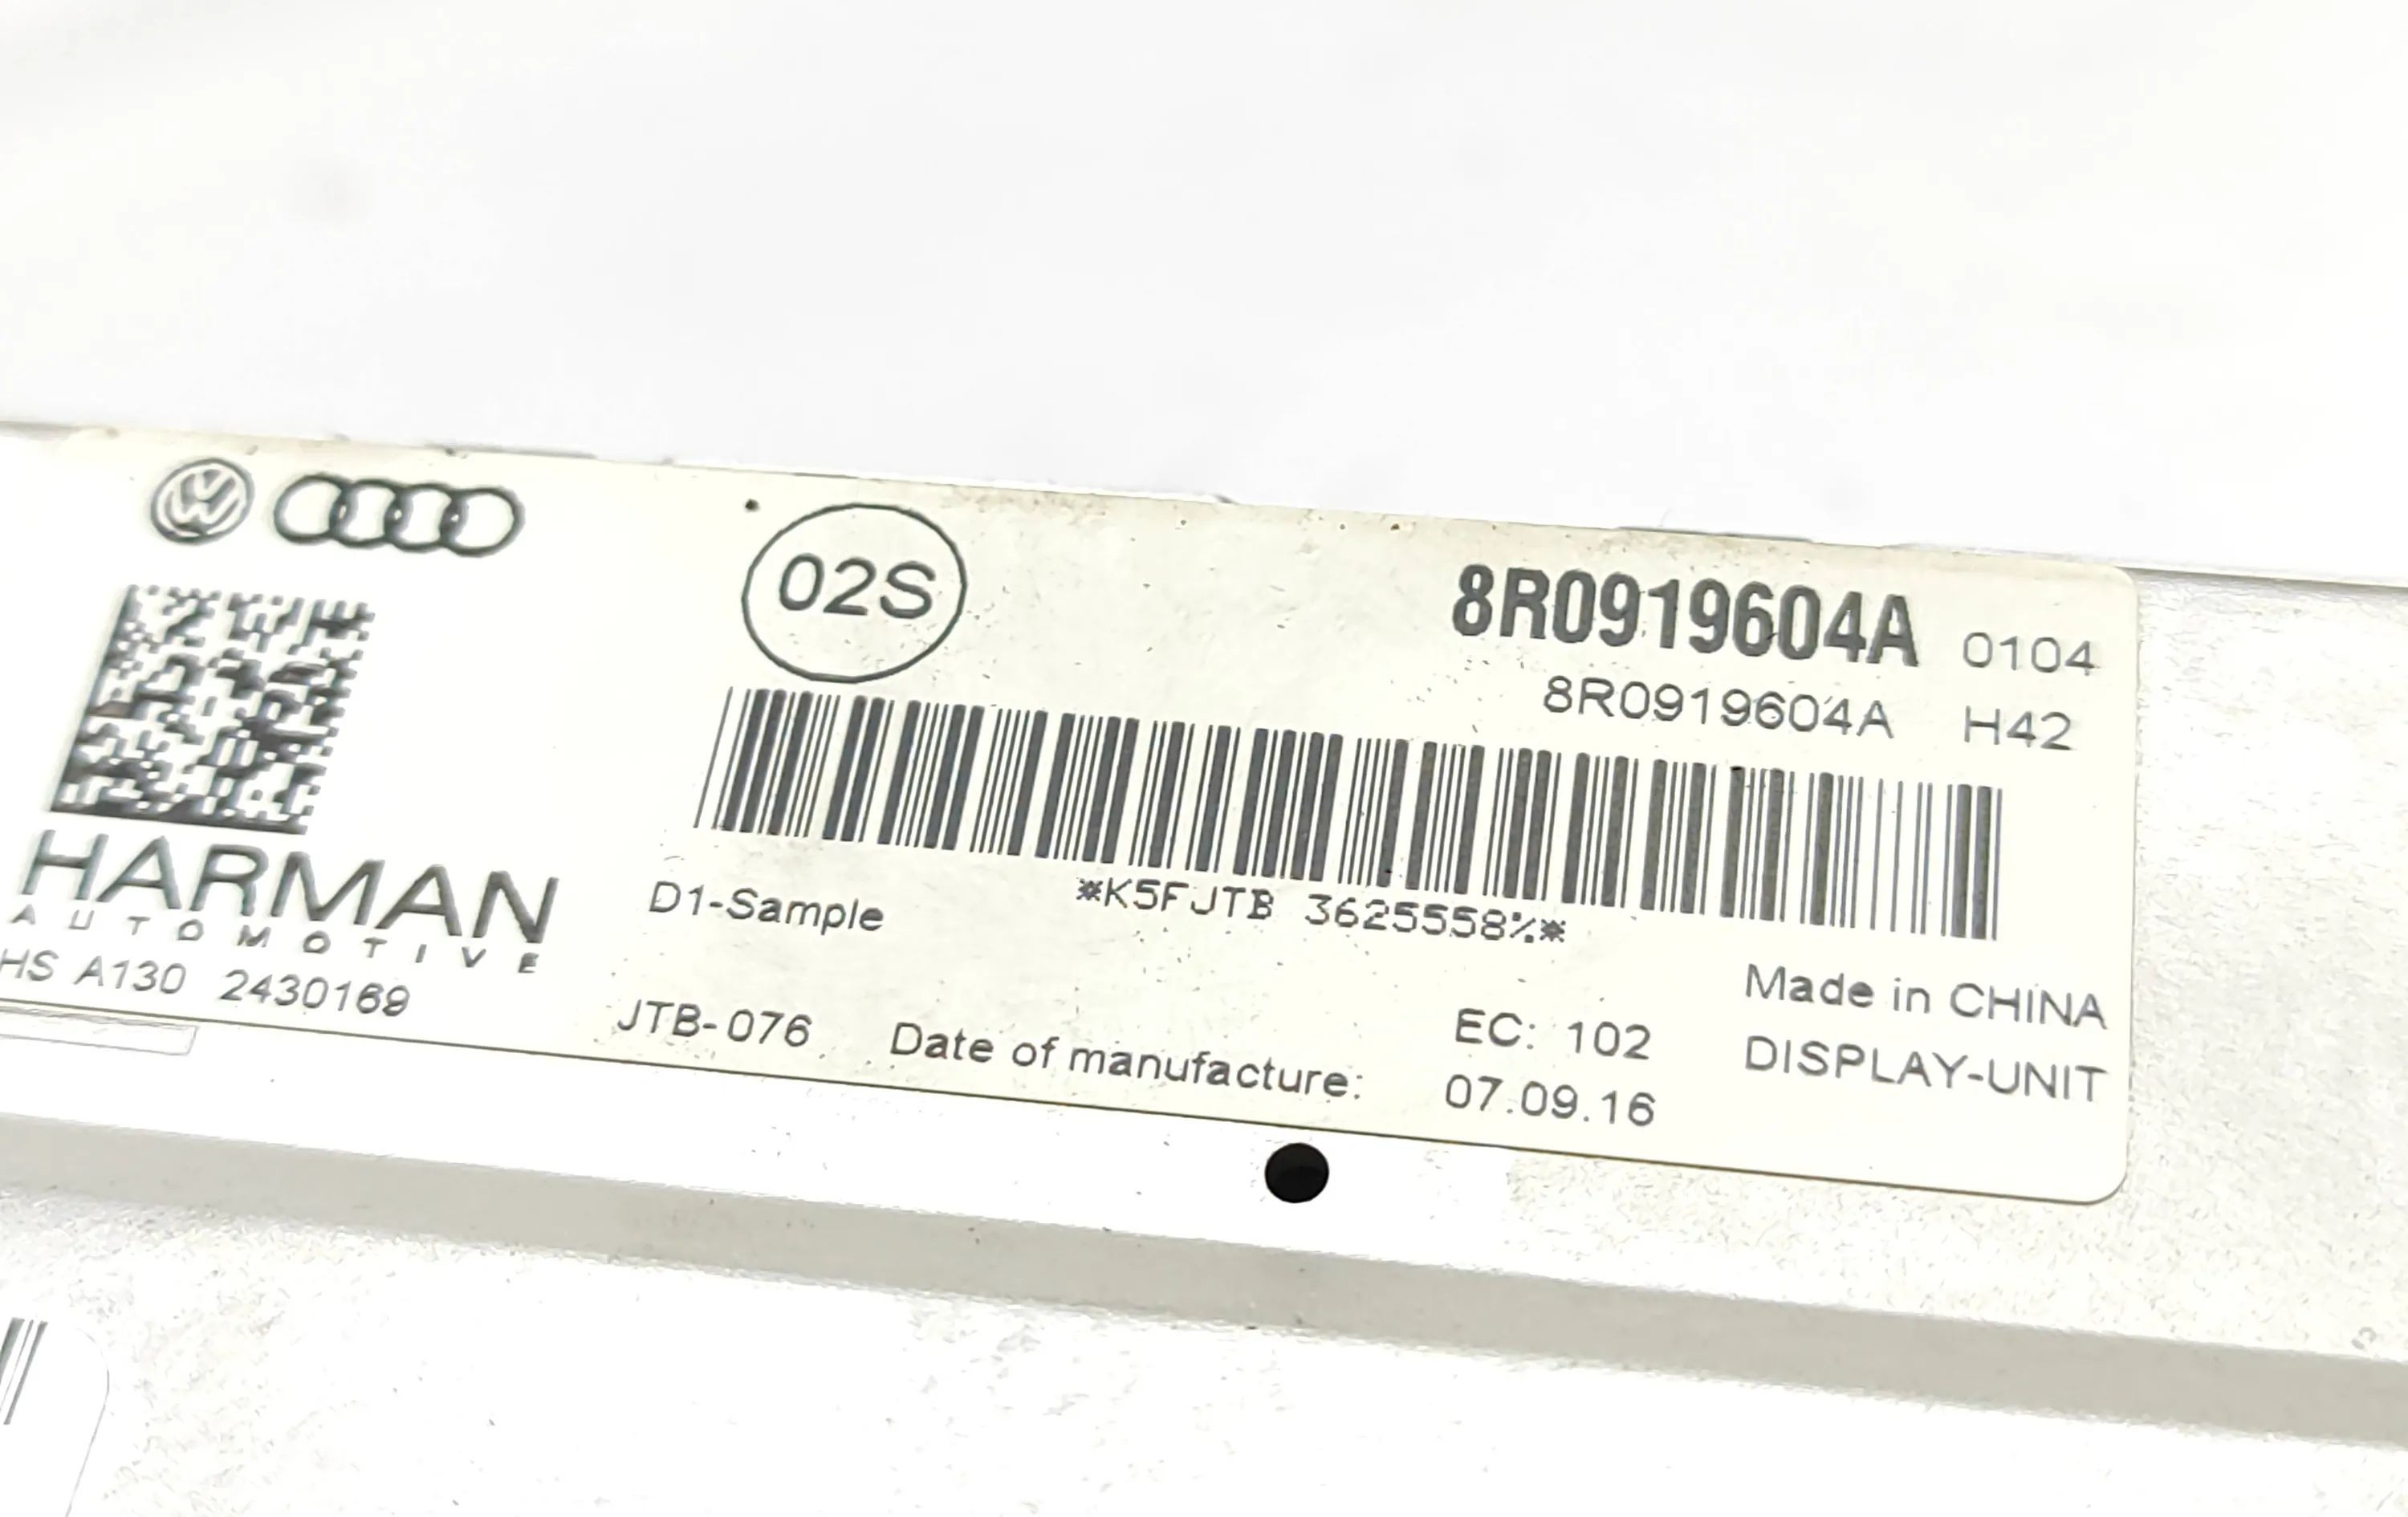 02S
8R0919604A 0104
8R0919604A H42
HARMAN
AUTOMOTIVE
HS A130 2430169
D1-Sample
*K5FJTB 3625558%*
JTB-076
Date of manufacture:
EC: 102
07.09.16
Made in CHINA
DISPLAY-UNIT